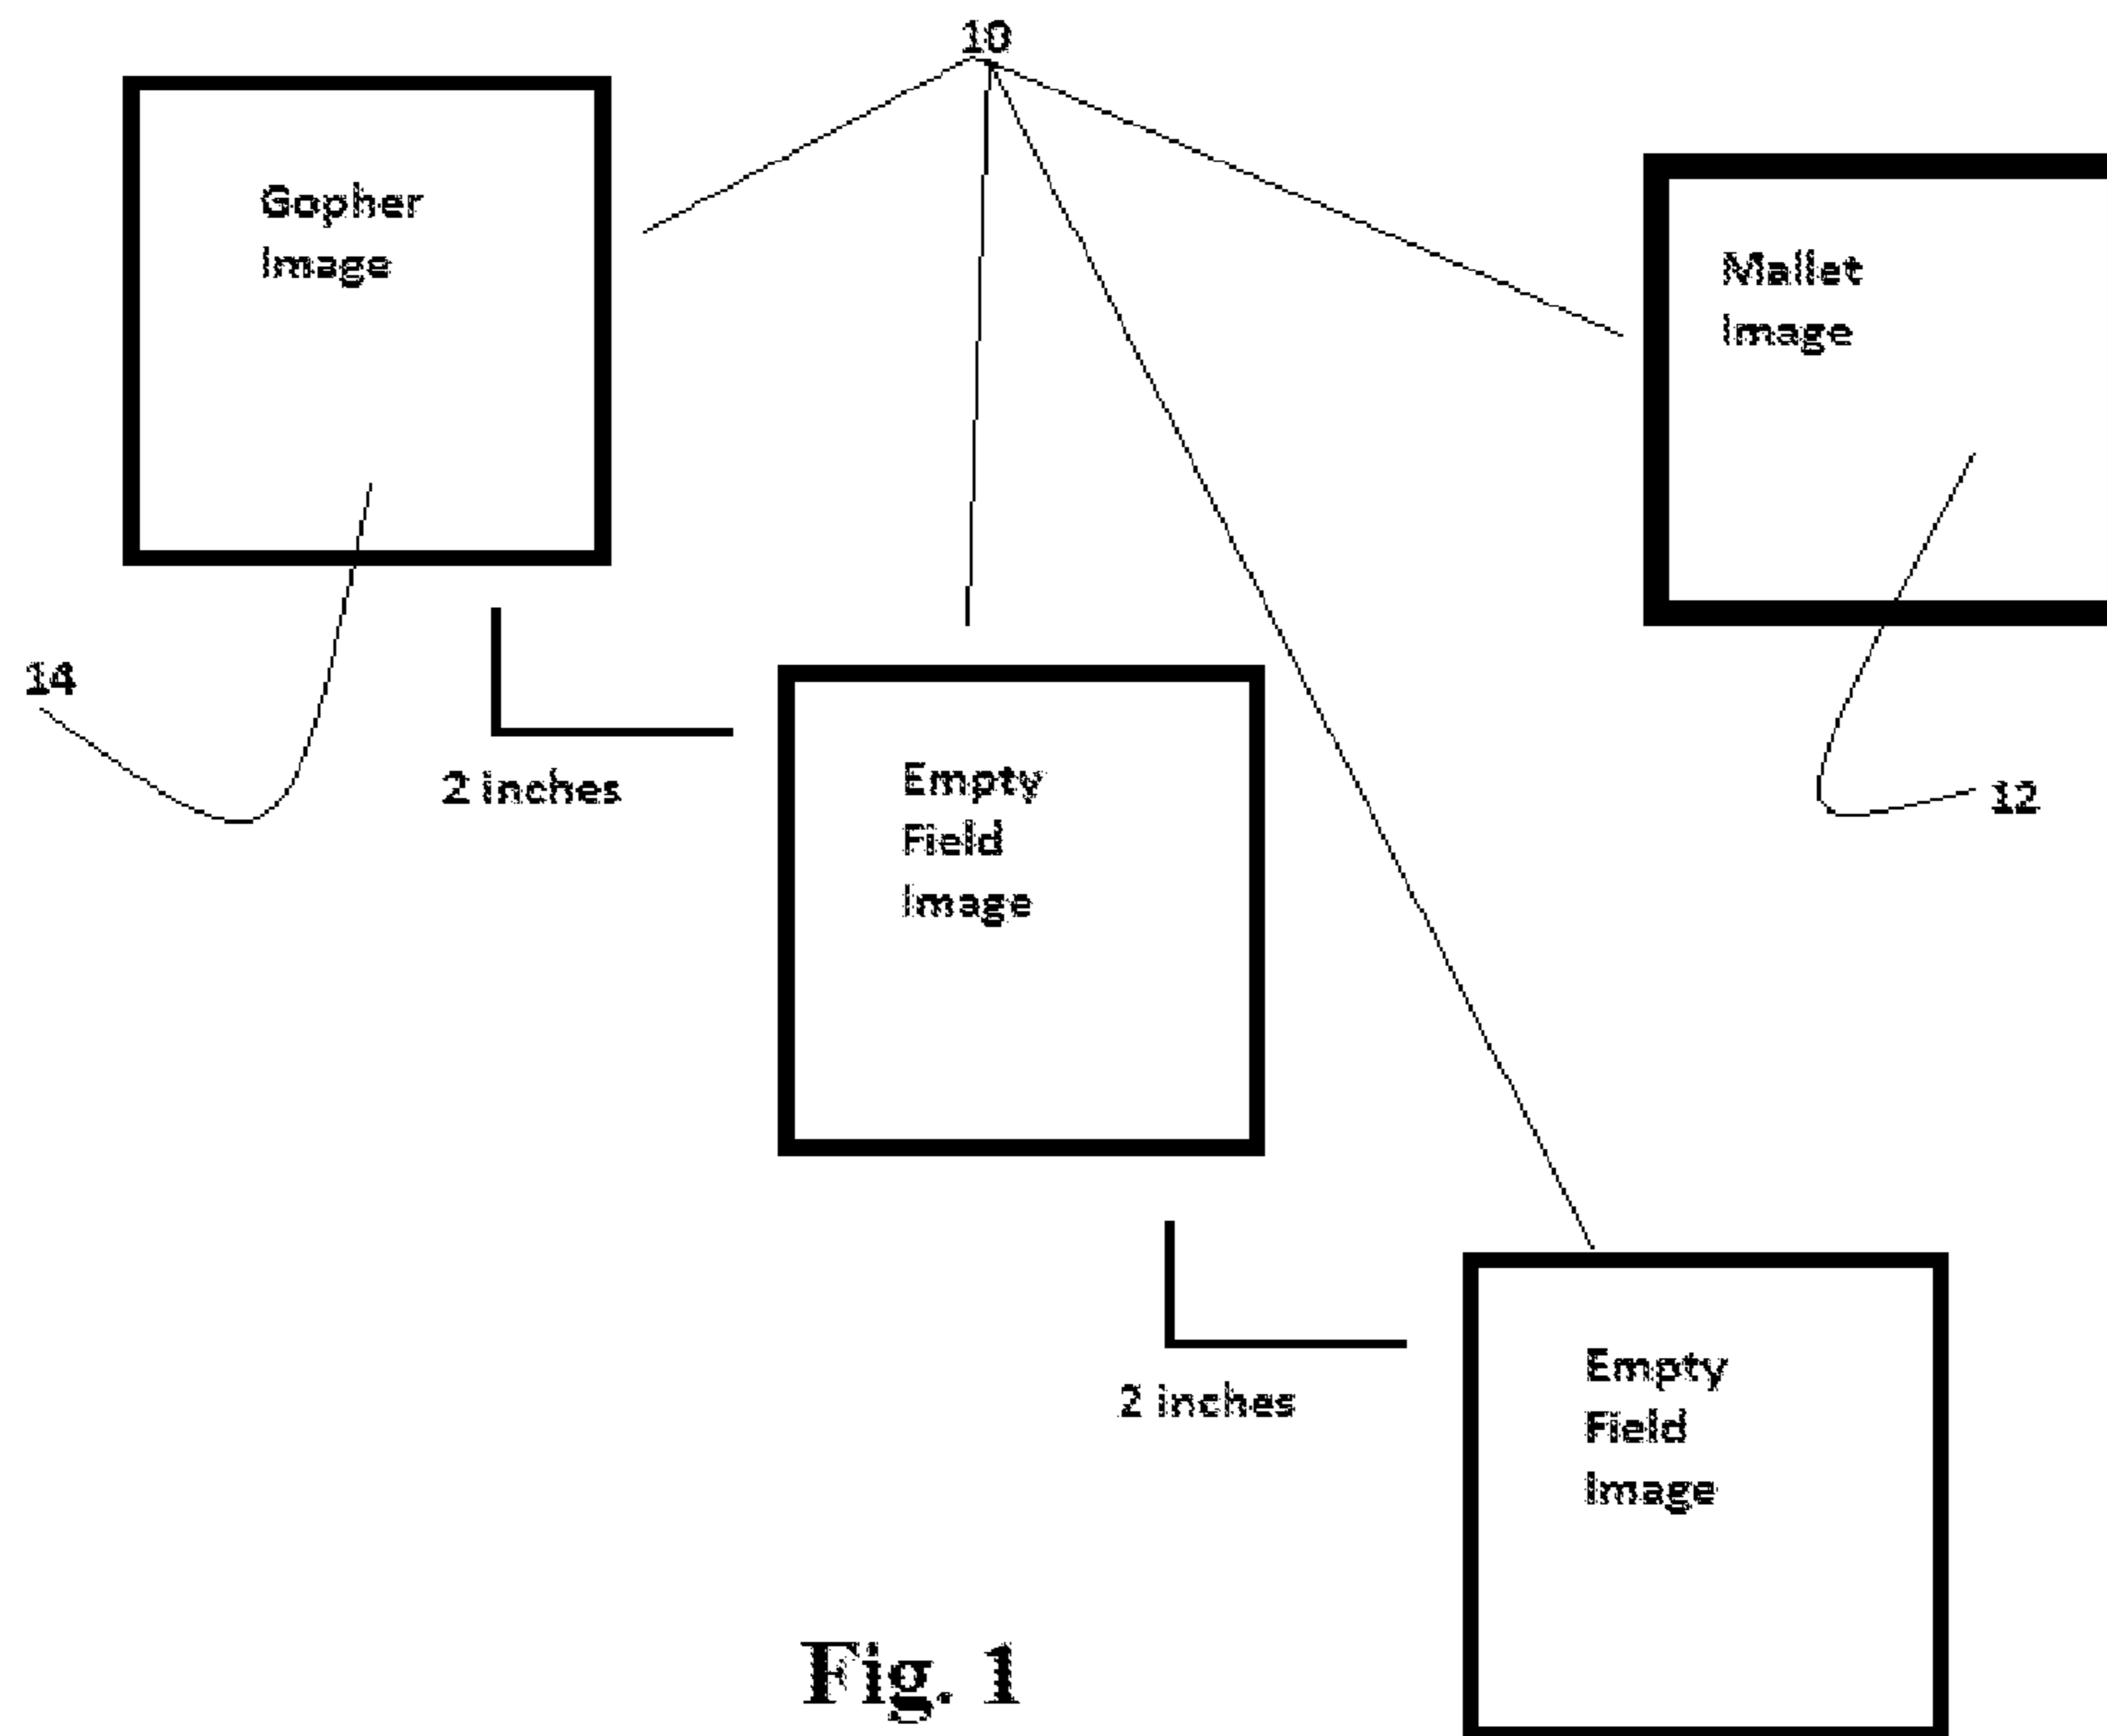 10
Gopher
Image
Mallet
Image
14
2 inches
Empty
Field
Image
12
2 inches
Empty
Field
Image
Fig. 1